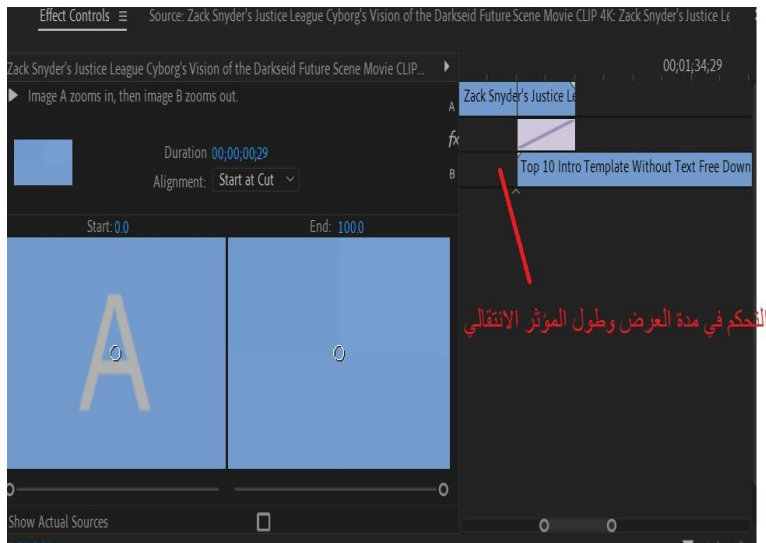 Effect Controls ≡ Source: Zack Snyder's Justice League Cyborg's Vision of the Darkseid Future Scene Movie CLIP 4K: Zack Snyder's Justice Le
Zack Snyder's Justice League Cyborg's Vision of the Darkseid Future Scene Movie CLIP...
00;01;34;29
Image A zooms in, then image B zooms out.
A
Zack Snyder's Justice Le
fx
Duration 00;00;00;29
B
Top 10 Intro Template Without Text Free Down
Alignment: Start at Cut
Start: 0.0
End: 100.0
A
التحكم في مدة العرض وطول المؤثر الانتقالي
Show Actual Sources